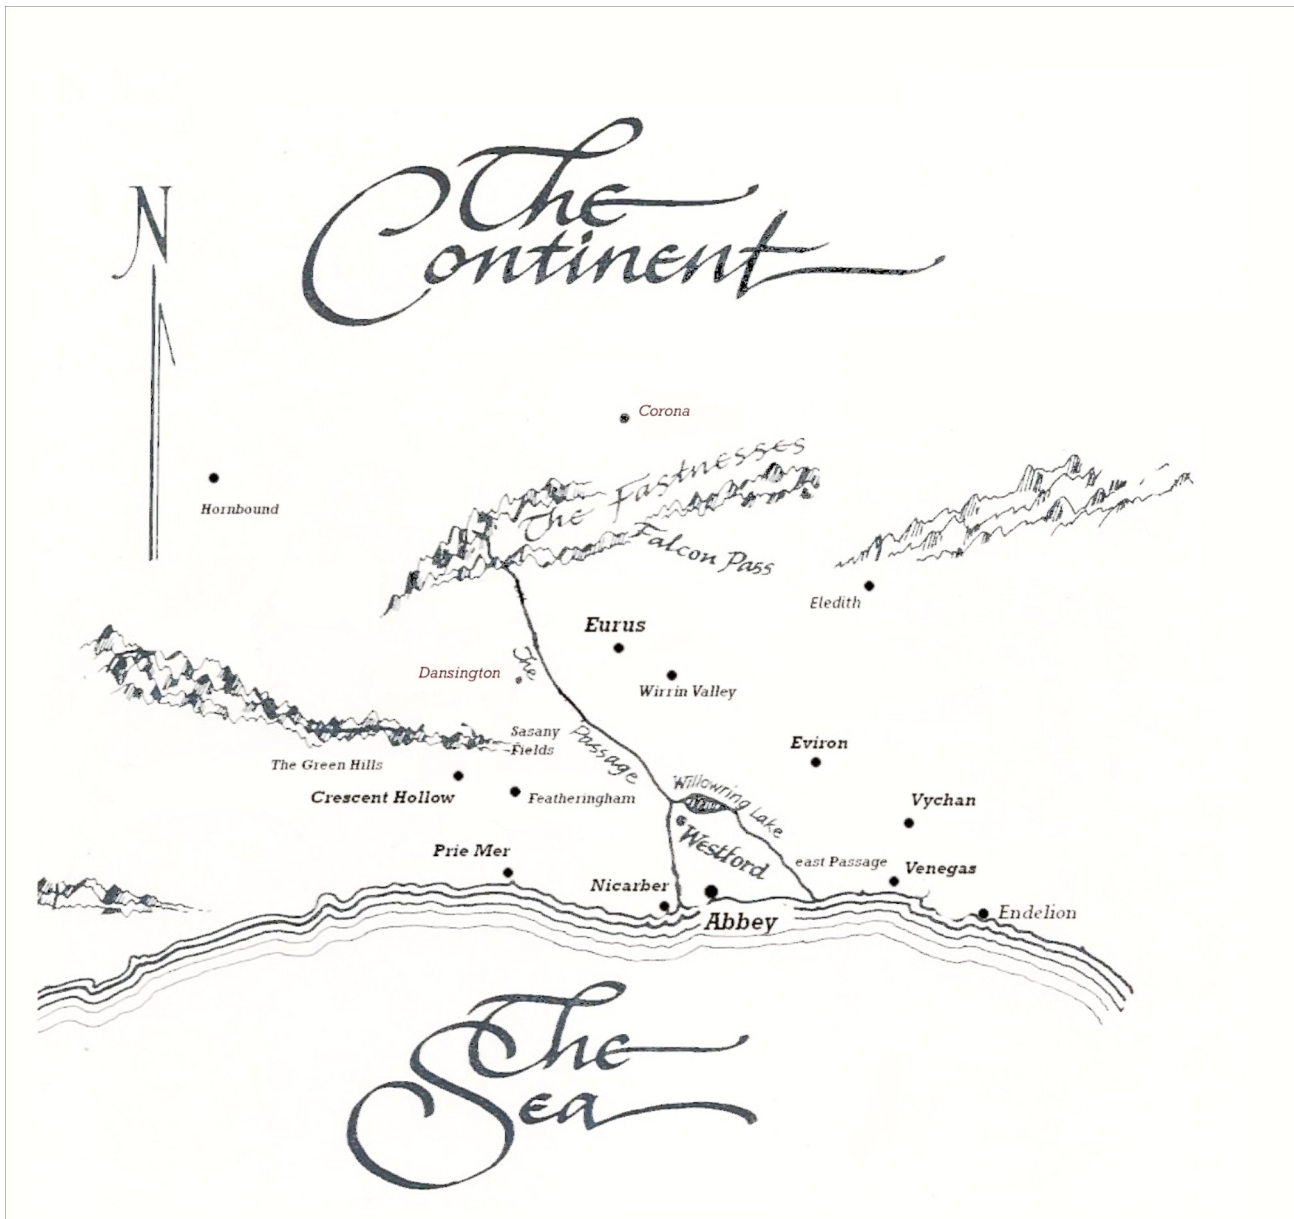 The
Continent
N
Corona
The Fastnesses
Hornbound
Falcon Pass
Eledith
Eurus
The
Dansington
Wirrin Valley
Sasany
Fields
Passage
Eviron
The Green Hills
Crescent Hollow
Featheringham
Willowring Lake
Vychan
Westford
Prie Mer
east Passage
Venegas
Nicarber
Abbey
Endelion
The
Sea